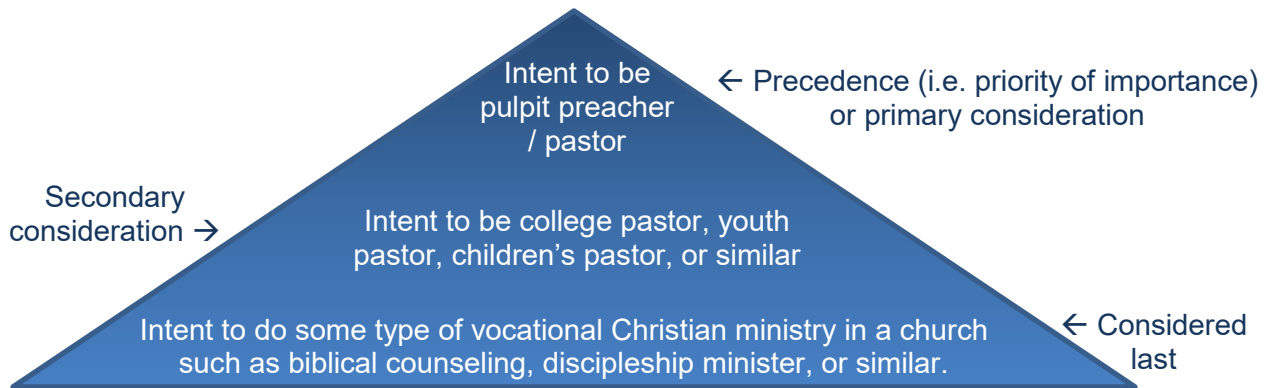 Intent to be
pulpit preacher
/ pastor
← Precedence (i.e. priority of importance)
or primary consideration
Secondary
consideration →
Intent to be college pastor, youth
pastor, children’s pastor, or similar
Intent to do some type of vocational Christian ministry in a church
such as biblical counseling, discipleship minister, or similar.
← Considered
last